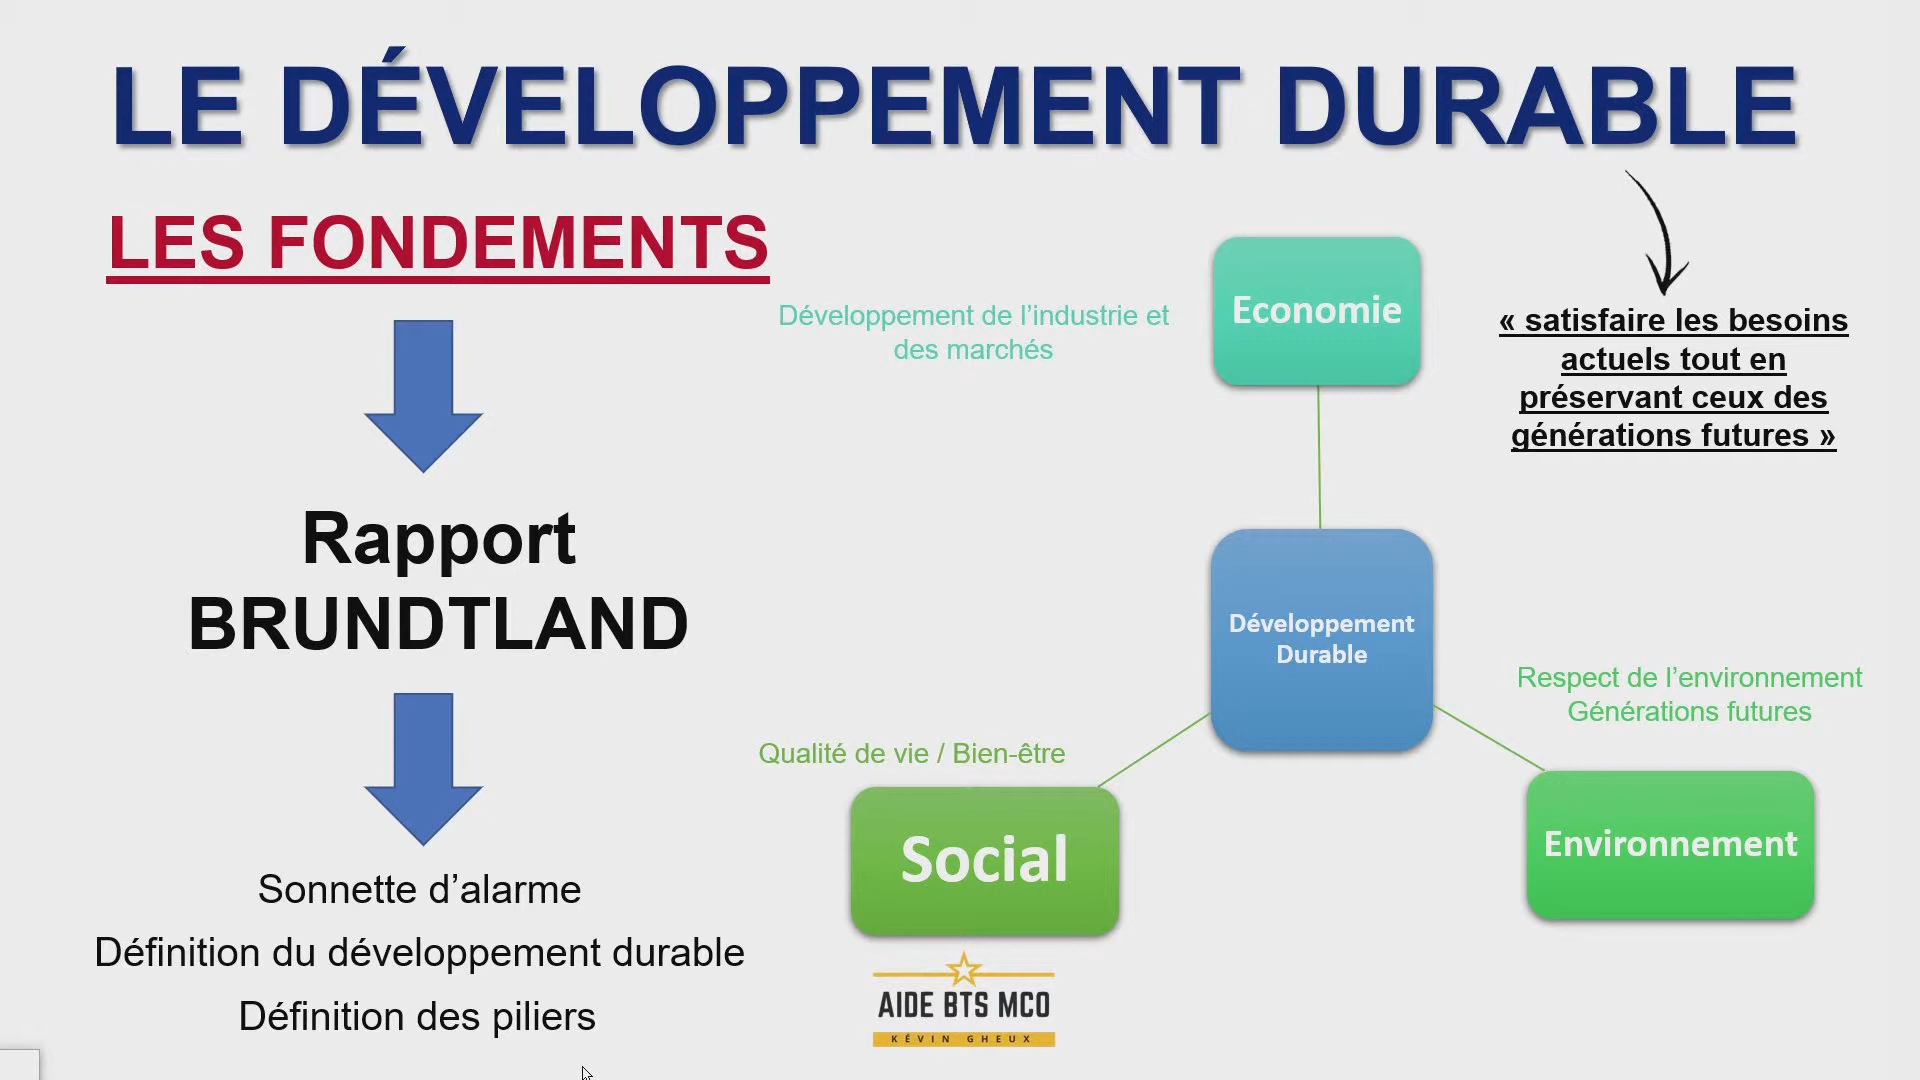 LE DÉVELOPPEMENT DURABLE
LES FONDEMENTS
Rapport
BRUNDTLAND
Sonnette d’alarme
Définition du développement durable
Définition des piliers
Développement de l’industrie et
des marchés
Economie
« satisfaire les besoins
actuels tout en
préservant ceux des
générations futures »
Développement
Durable
Respect de l’environnement
Générations futures
Environnement
Qualité de vie / Bien-être
Social
AIDE BTS MCO
KÉVIN GHEUX